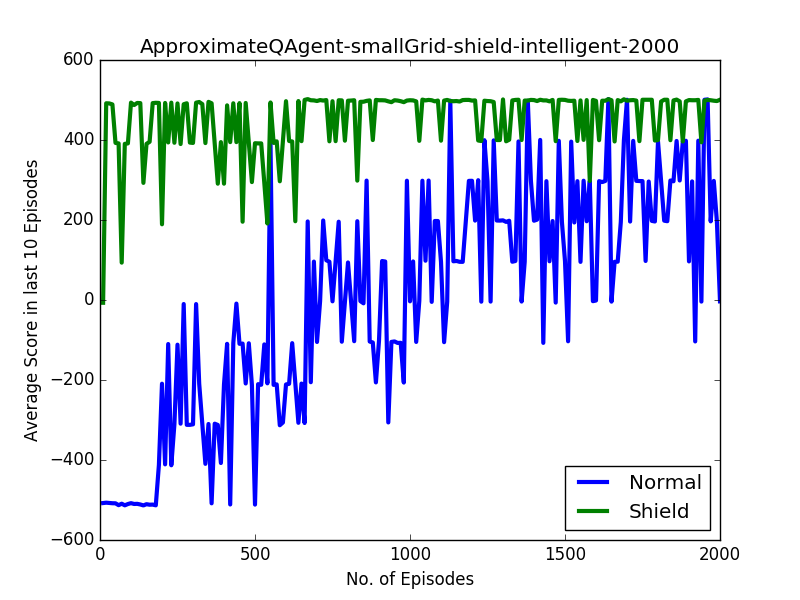 ApproximateQAgent-smallGrid-shield-intelligent-2000
Average Score in last 10 Episodes
600
400
200
0
−200
−400
−600
0 500 1000 1500 2000
No. of Episodes
Normal
Shield